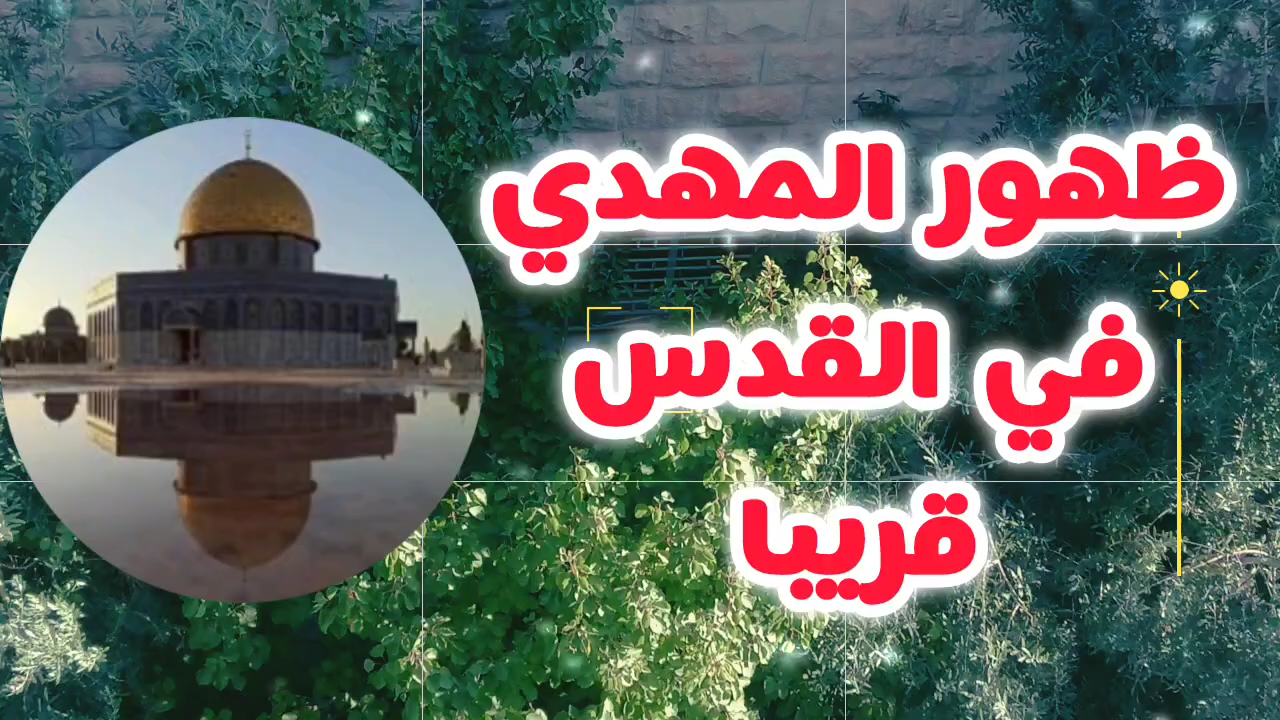 ظهور المهدي
في القدس
قريبا